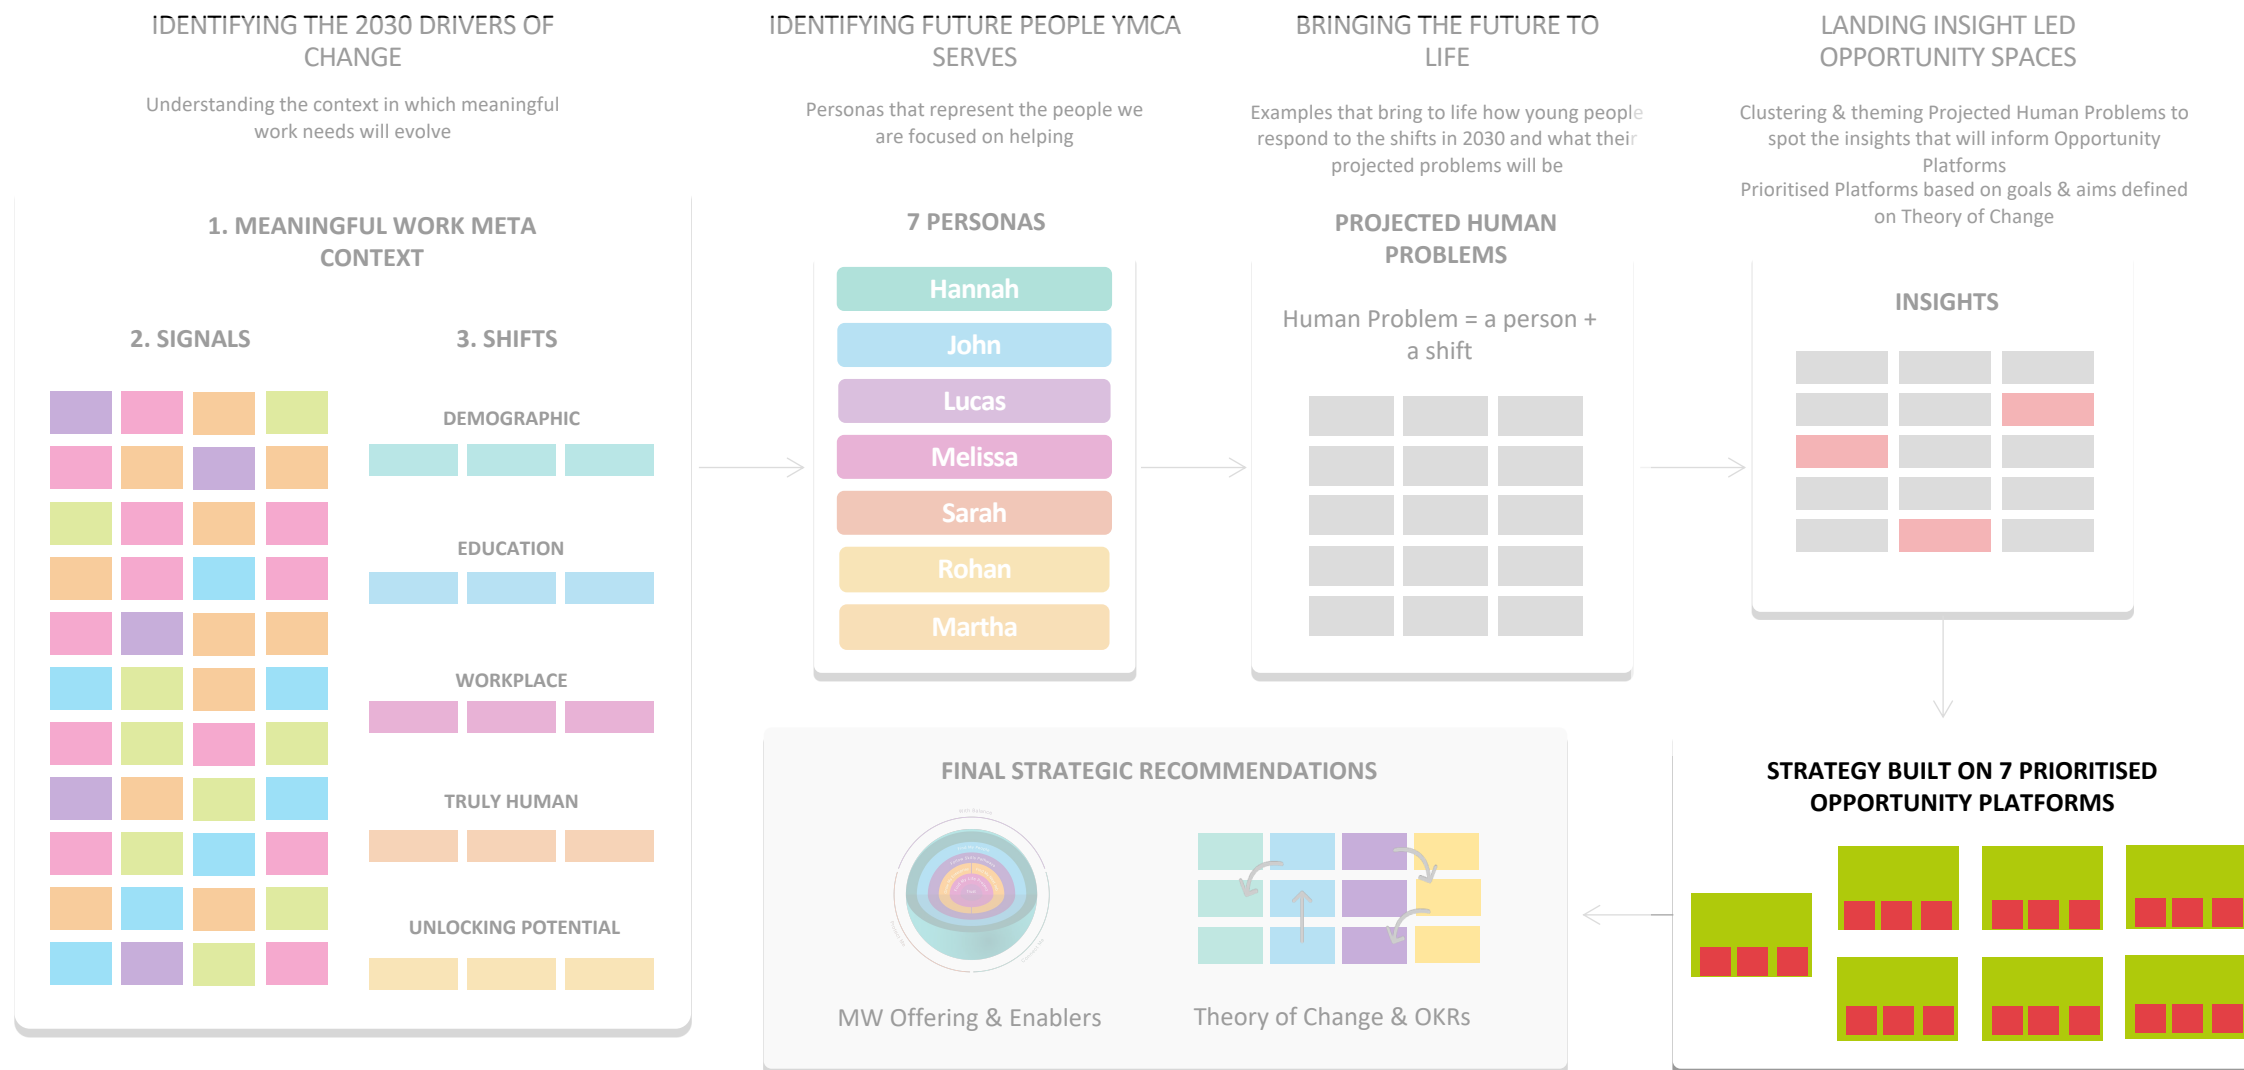 IDENTIFYING THE 2030 DRIVERS OF
CHANGE
Understanding the context in which meaningful
work needs will evolve
1. MEANINGFUL WORK META
CONTEXT
2. SIGNALS
3. SHIFTS
DEMOGRAPHIC
EDUCATION
WORKPLACE
TRULY HUMAN
UNLOCKING POTENTIAL
IDENTIFYING FUTURE PEOPLE YMCA
SERVES
Personas that represent the people we
are focused on helping
7 PERSONAS
Hannah
John
Lucas
Melissa
Sarah
Rohan
Martha
BRINGING THE FUTURE TO
LIFE
Examples that bring to life how young people
respond to the shifts in 2030 and what their
projected problems will be
PROJECTED HUMAN
PROBLEMS
Human Problem = a person +
a shift
LANDING INSIGHT LED
OPPORTUNITY SPACES
Clustering & theming Projected Human Problems to
spot the insights that will inform Opportunity
Platforms
Prioritised Platforms based on goals & aims defined
on Theory of Change
INSIGHTS
STRATEGY BUILT ON 7 PRIORITISED
OPPORTUNITY PLATFORMS
FINAL STRATEGIC RECOMMENDATIONS
MW Offering & Enablers
Theory of Change & OKRs